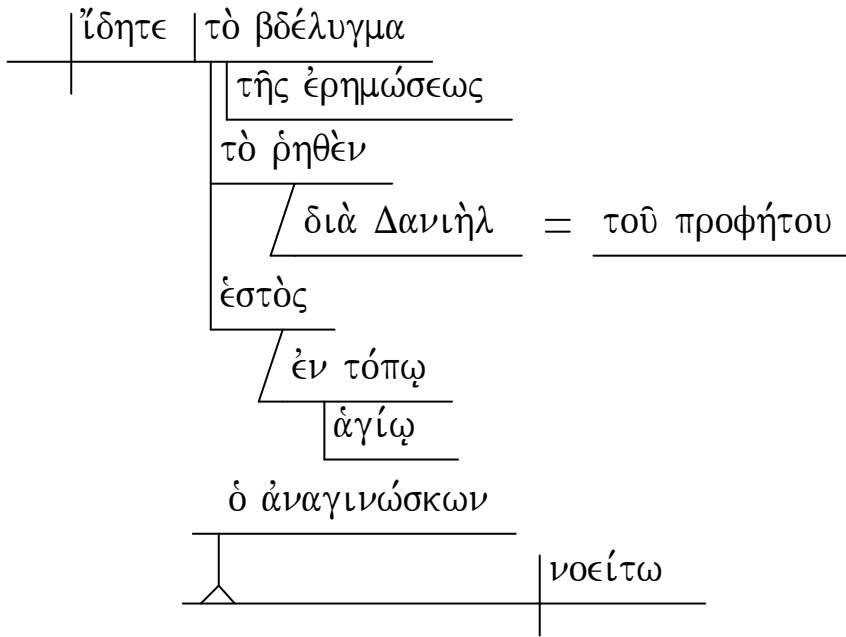 ἴδητε τὸ βδέλυγμα
τῆς ἐρημώσεως
τὸ ῥηθὲν
διὰ Δανιὴλ = τοῦ προφήτου
ἑστὸς
ἐν τόπῳ
ἁγίῳ
ὁ ἀναγινώσκων
νοείτω